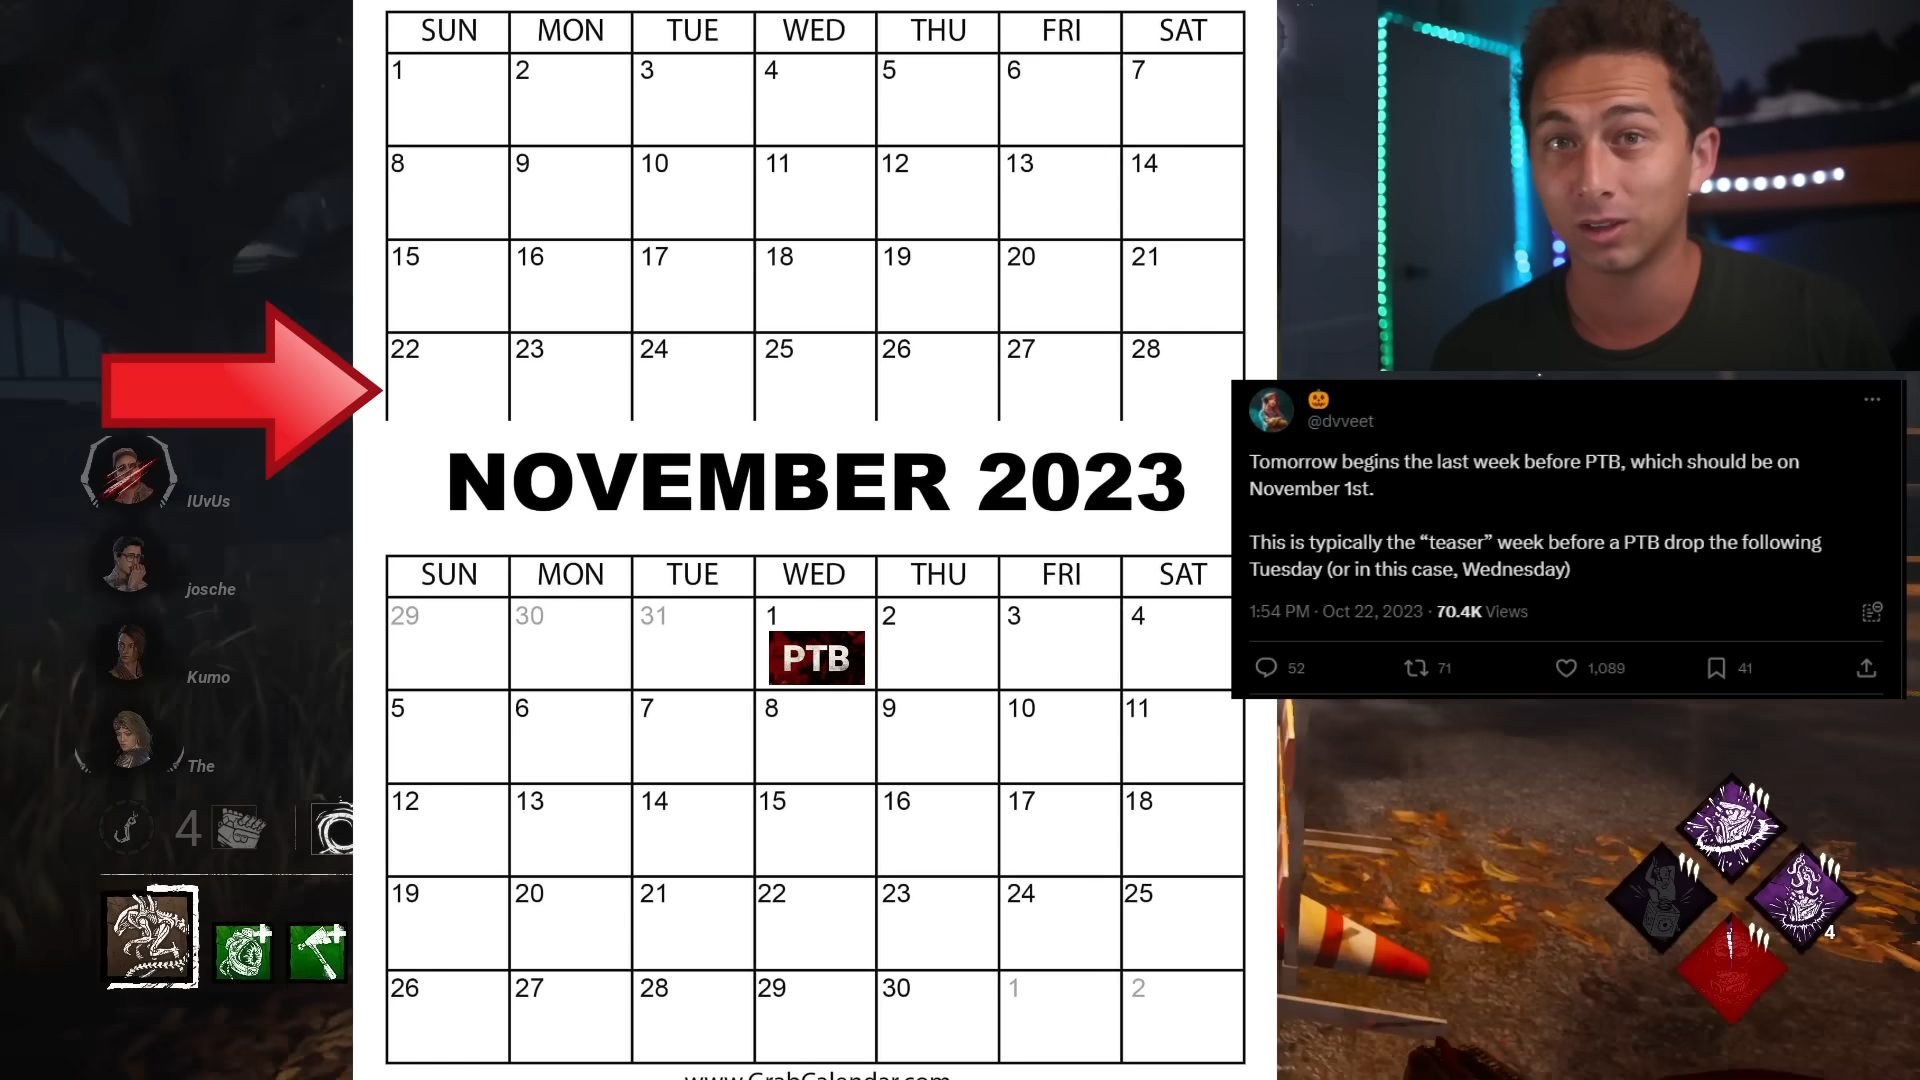 SUN MON TUE WED THU FRI SAT
1 2 3 4 5 6 7
8 9 10 11 12 13 14
15 16 17 18 19 20 21
22 23 24 25 26 27 28
NOVEMBER 2023
SUN MON TUE WED THU FRI SAT
29 30 31 1 2 3 4
PTB
5 6 7 8 9 10 11
12 13 14 15 16 17 18
19 20 21 22 23 24 25
26 27 28 29 30 1 2
www.GrabCalendar.com
@dvveet
Tomorrow begins the last week before PTB, which should be on
November 1st.
This is typically the “teaser” week before a PTB drop the following
Tuesday (or in this case, Wednesday)
1:54 PM · Oct 22, 2023 · 70.4K Views
52 71 1,089 41
IUvUs
josche
Kumo
The
4
4